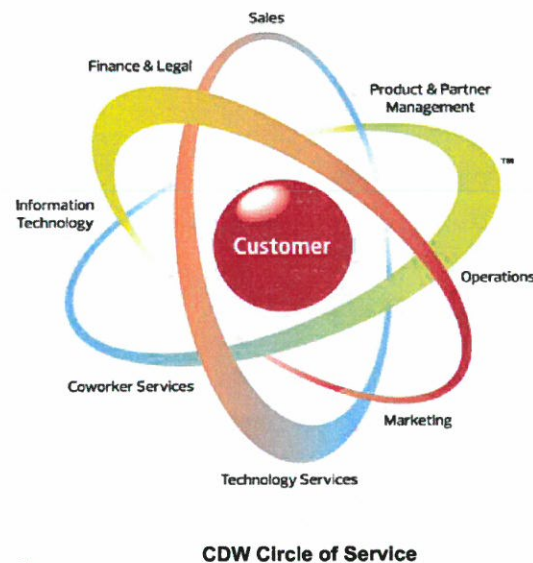 Sales
Finance & Legal
Product & Partner
Management
TM
Information
Technology
Customer
Operations
Coworker Services
Marketing
Technology Services
CDW Circle of Service